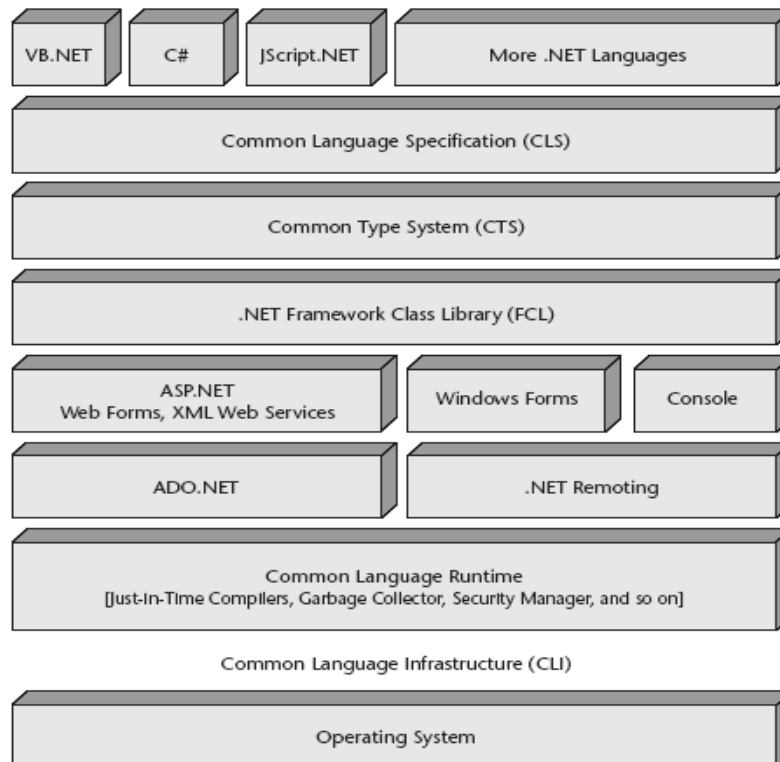 VB.NET
C#
JScript.NET
More .NET Languages
Common Language Specification (CLS)
Common Type System (CTS)
.NET Framework Class Library (FCL)
ASP.NET
Web Forms, XML Web Services
Windows Forms
Console
ADO.NET
.NET Remoting
Common Language Runtime
[Just-In-Time Compilers, Garbage Collector, Security Manager, and so on]
Common Language Infrastructure (CLI)
Operating System